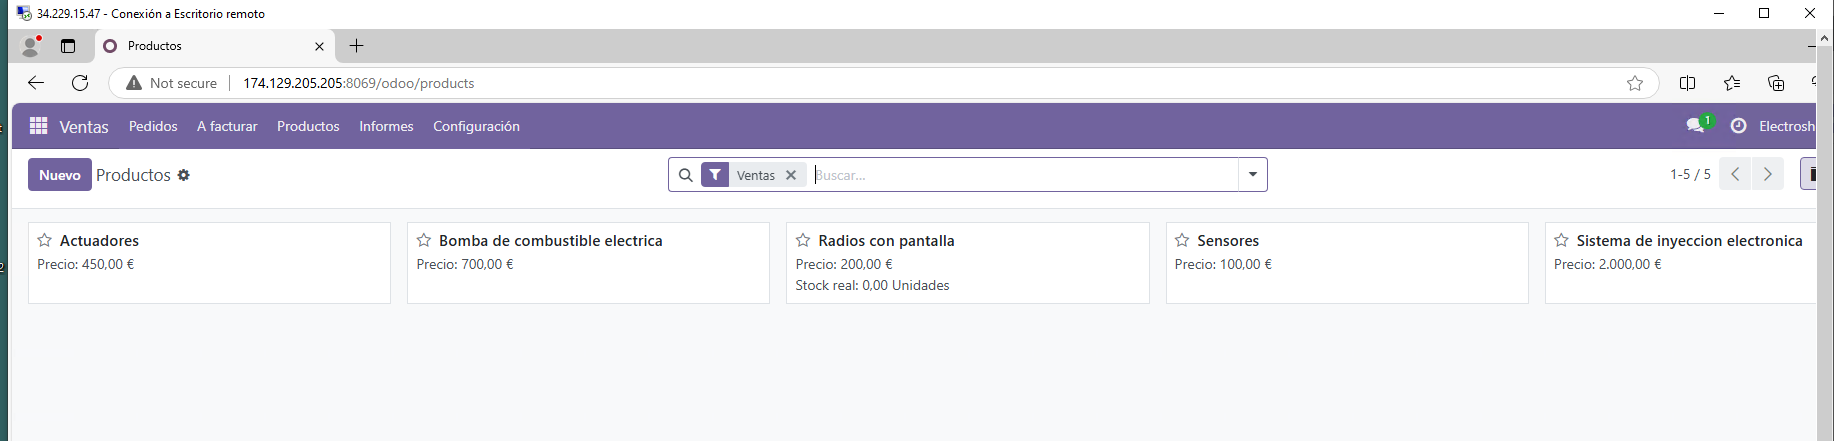 34.229.15.47 - Conexión a Escritorio remoto
Productos
Not secure 174.129.205.205:8069/odoo/products
Ventas Pedidos A facturar Productos Informes Configuración 1 Electrosh
Nuevo Productos Ventas Buscar... 1-5 / 5
Actuadores
Precio: 450,00 €
Bomba de combustible electrica
Precio: 700,00 €
Radios con pantalla
Precio: 200,00 €
Stock real: 0,00 Unidades
Sensores
Precio: 100,00 €
Sistema de inyeccion electronica
Precio: 2.000,00 €
2